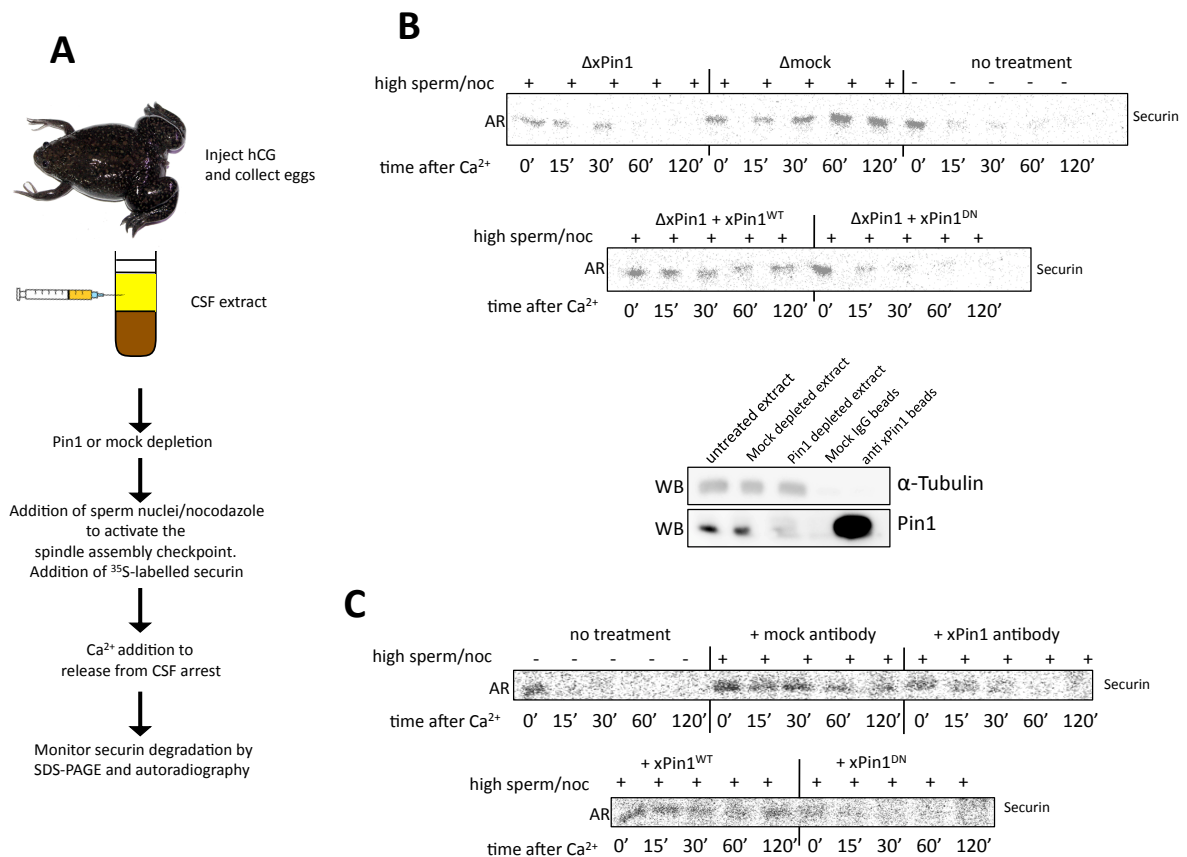 A
Inject hCG
and collect eggs
CSF extract
Pin1 or mock depletion
Addition of sperm nuclei/nocodazole
to activate the
spindle assembly checkpoint.
Addition of ³⁵S-labelled securin
Ca²⁺ addition to
release from CSF arrest
Monitor securin degradation by
SDS-PAGE and autoradiography
B
ΔxPin1 Δmock no treatment
high sperm/noc + + + + + + + + + + - - - - -
AR Securin
time after Ca²⁺ 0’ 15’ 30’ 60’ 120’ 0’ 15’ 30’ 60’ 120’ 0’ 15’ 30’ 60’ 120’
ΔxPin1 + xPin1ᵂᵀ ΔxPin1 + xPin1ᴰᴺ
high sperm/noc + + + + + + + + + +
AR Securin
time after Ca²⁺ 0’ 15’ 30’ 60’ 120’ 0’ 15’ 30’ 60’ 120’
untreated extract
Mock depleted extract
Pin1 depleted extract
Mock IgG beads
anti xPin1 beads
WB α-Tubulin
WB Pin1
C
no treatment + mock antibody + xPin1 antibody
high sperm/noc - - - - - + + + + + + + + + +
AR Securin
time after Ca²⁺ 0’ 15’ 30’ 60’ 120’ 0’ 15’ 30’ 60’ 120’ 0’ 15’ 30’ 60’ 120’
+ xPin1ᵂᵀ + xPin1ᴰᴺ
high sperm/noc + + + + + + + + + +
AR Securin
time after Ca²⁺ 0’ 15’ 30’ 60’ 120’ 0’ 15’ 30’ 60’ 120’